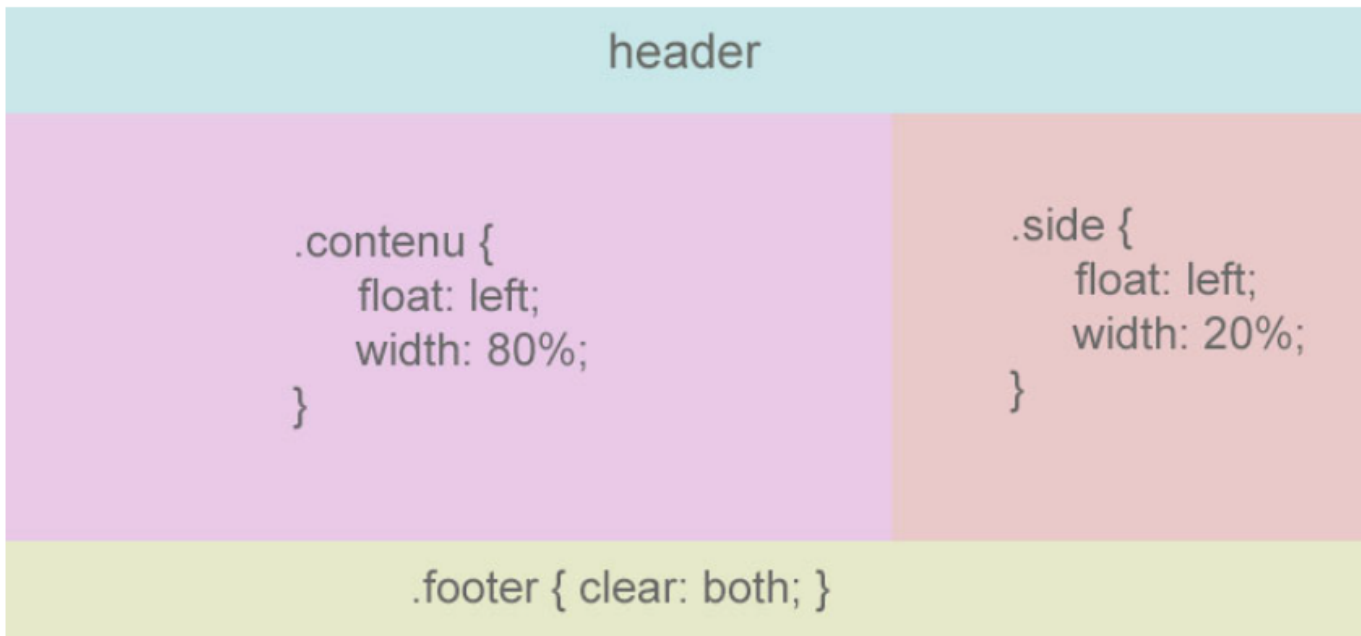 header
.contenu {
float: left;
width: 80%;
}
.side {
float: left;
width: 20%;
}
.footer { clear: both; }